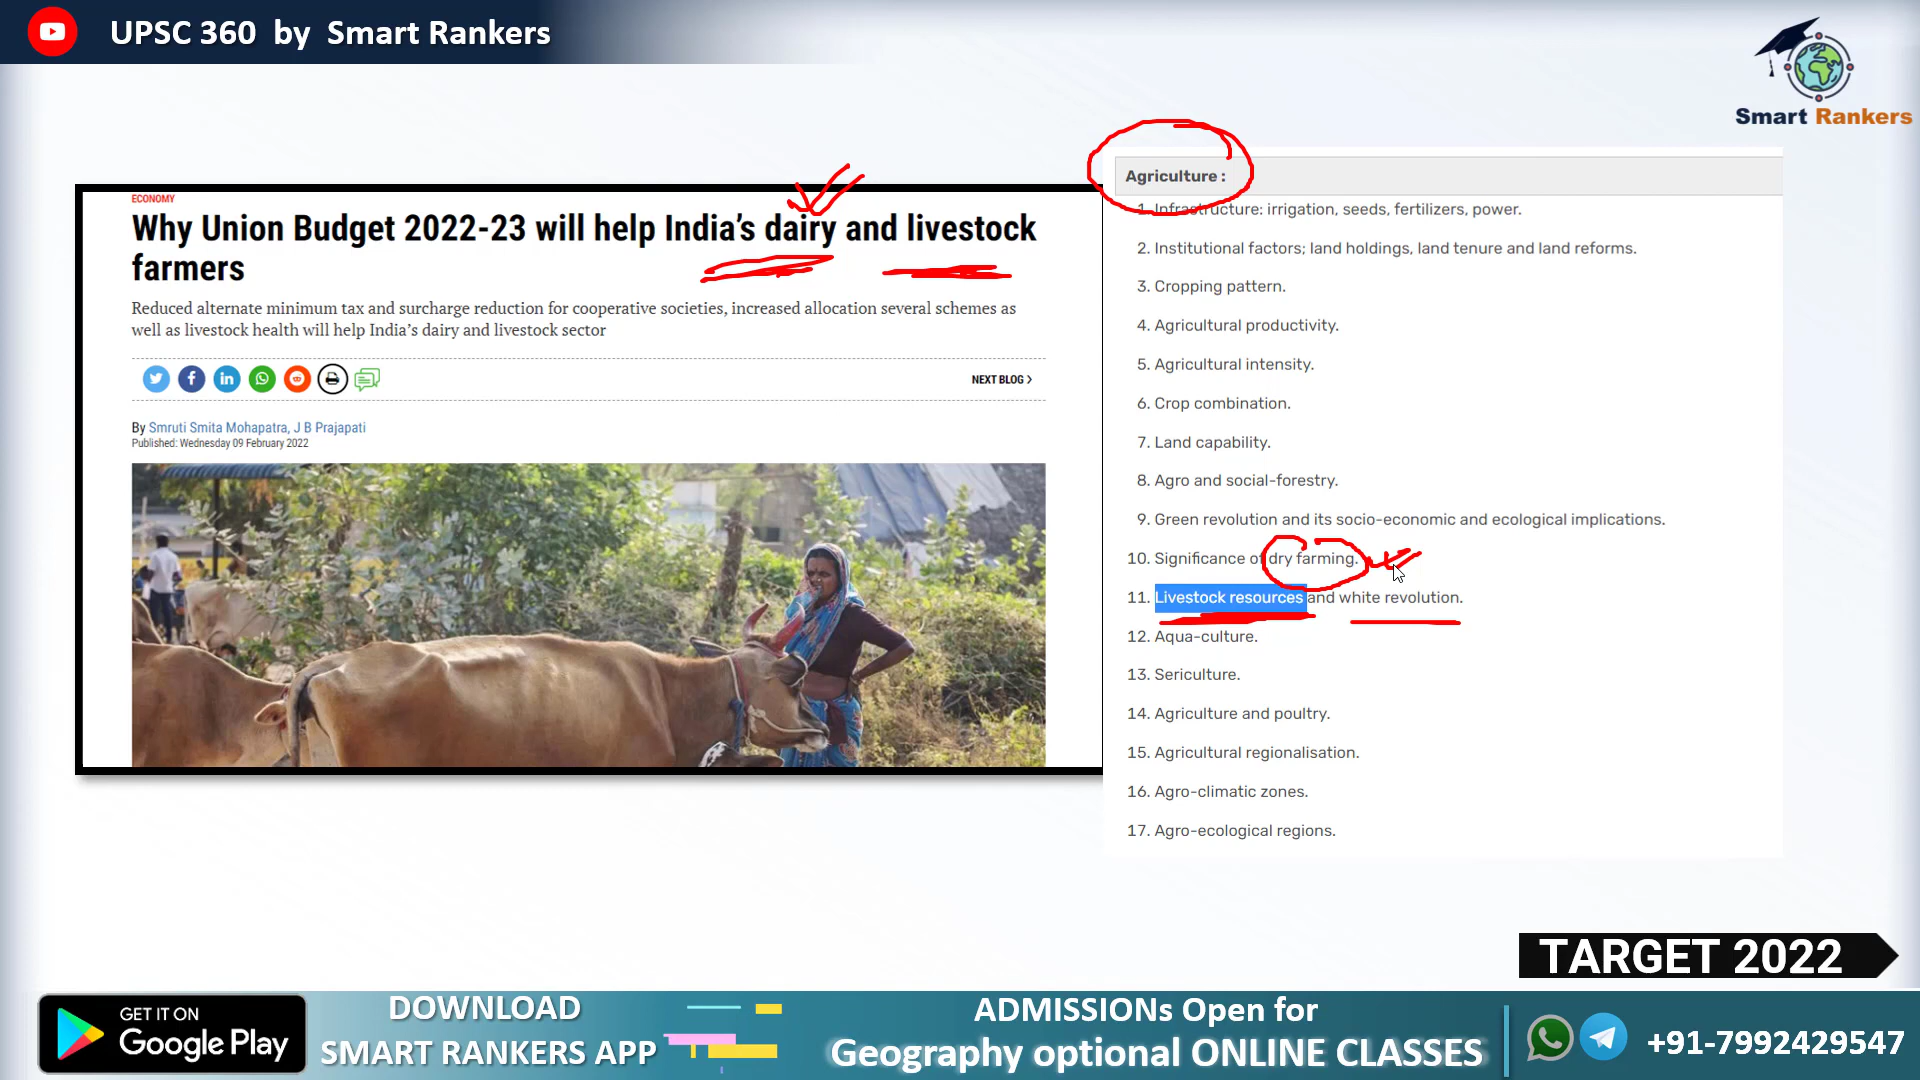 UPSC 360 by Smart Rankers
Smart Rankers
ECONOMY
Why Union Budget 2022-23 will help India's dairy and livestock
farmers
Reduced alternate minimum tax and surcharge reduction for cooperative societies, increased allocation several schemes as
well as livestock health will help India's dairy and livestock sector
NEXT BLOG >
By Smruti Smita Mohapatra, J B Prajapati
Published: Wednesday 09 February 2022
Agriculture :
1. Infrastructure: irrigation, seeds, fertilizers, power.
2. Institutional factors; land holdings, land tenure and land reforms.
3. Cropping pattern.
4. Agricultural productivity.
5. Agricultural intensity.
6. Crop combination.
7. Land capability.
8. Agro and social-forestry.
9. Green revolution and its socio-economic and ecological implications.
10. Significance of dry farming.
11. Livestock resources and white revolution.
12. Aqua-culture.
13. Sericulture.
14. Agriculture and poultry.
15. Agricultural regionalisation.
16. Agro-climatic zones.
17. Agro-ecological regions.
TARGET 2022
GET IT ON
Google Play
DOWNLOAD
SMART RANKERS APP
ADMISSIONs Open for
Geography optional ONLINE CLASSES
+91-7992429547